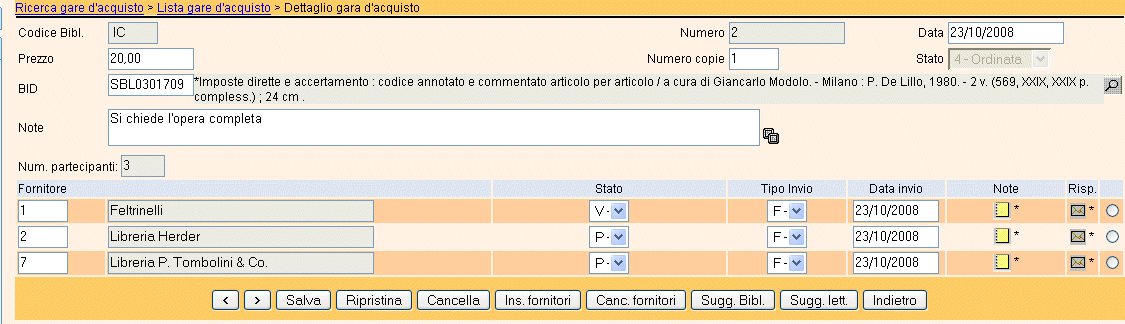 Ricerca gare d'acquisto > Lista gare d'acquisto > Dettaglio gara d'acquisto
Codice Bibl. IC Numero 2 Data 23/10/2008
Prezzo 20,00 Numero copie 1 Stato 4 - Ordinata
BID SBL0301709 *Imposte dirette e accertamento : codice annotato e commentato articolo per articolo / a cura di Giancarlo Modolo. - Milano : P. De Lillo, 1980. - 2 v. (569, XXIX, XXIX p.
compless.) ; 24 cm .
Note Si chiede l'opera completa
Num. partecipanti: 3
Fornitore Stato Tipo Invio Data invio Note Risp.
1 Feltrinelli V - F - 23/10/2008 * *
2 Libreria Herder P - F - 23/10/2008 * *
7 Libreria P. Tombolini & Co. P - F - 23/10/2008 * *
< > Salva Ripristina Cancella Ins. fornitori Canc. fornitori Sugg. Bibl. Sugg. lett. Indietro